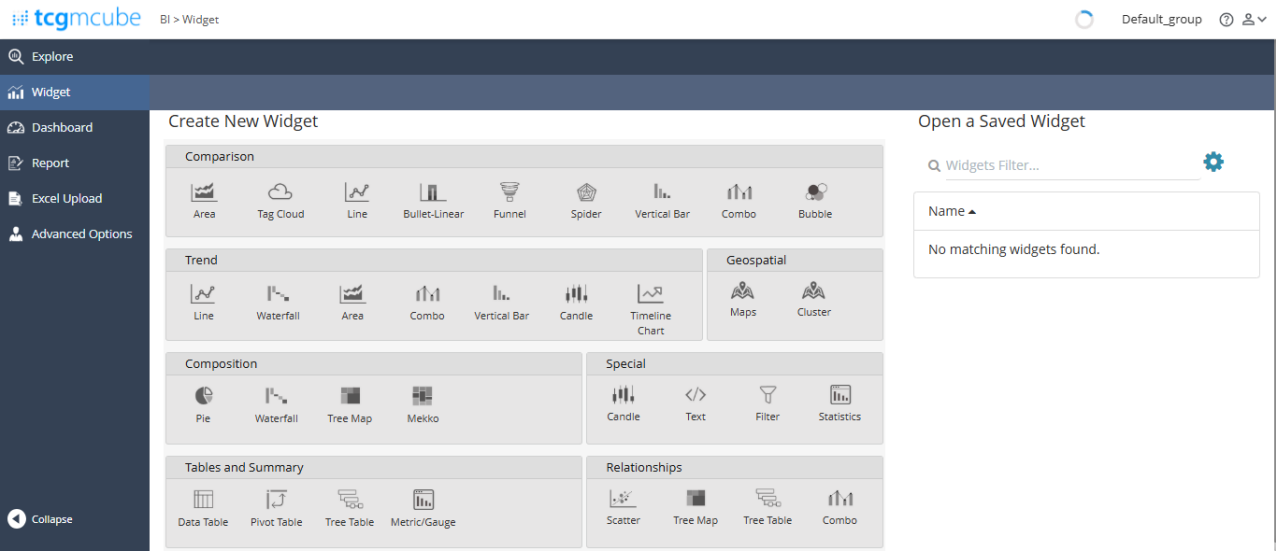 tcgmcube
BI > Widget
Default_group
Explore
Widget
Dashboard
Report
Excel Upload
Advanced Options
Collapse
Create New Widget
Comparison
Area
Tag Cloud
Line
Bullet-Linear
Funnel
Spider
Vertical Bar
Combo
Bubble
Trend
Line
Waterfall
Area
Combo
Vertical Bar
Candle
Timeline
Chart
Geospatial
Maps
Cluster
Composition
Pie
Waterfall
Tree Map
Mekko
Special
Candle
Text
Filter
Statistics
Tables and Summary
Data Table
Pivot Table
Tree Table
Metric/Gauge
Relationships
Scatter
Tree Map
Tree Table
Combo
Open a Saved Widget
Widgets Filter...
Name
No matching widgets found.